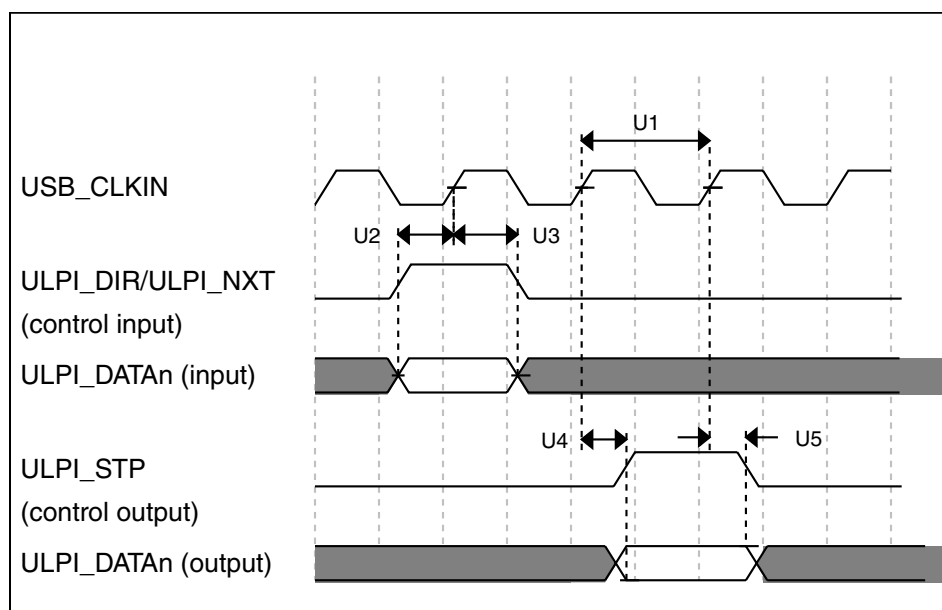 U1
USB_CLKIN
U2
U3
ULPI_DIR/ULPI_NXT
(control input)
ULPI_DATAn (input)
U4
U5
ULPI_STP
(control output)
ULPI_DATAn (output)